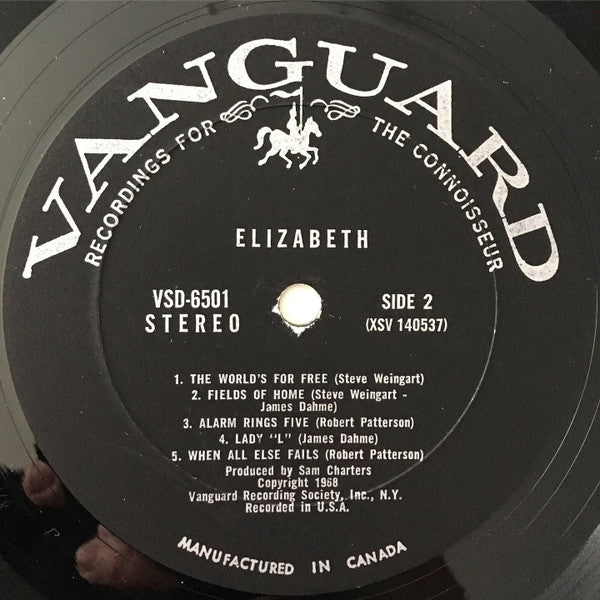 VANGUARD
RECORDINGS FOR THE CONNOISSEUR
ELIZABETH
VSD-6501 SIDE 2
STEREO (XSV 140537)
1. THE WORLD'S FOR FREE (Steve Weingart)
2. FIELDS OF HOME (Steve Weingart -
James Dahme)
3. ALARM RINGS FIVE (Robert Patterson)
4. LADY "L" (James Dahme)
5. WHEN ALL ELSE FAILS (Robert Patterson)
Produced by Sam Charters
Copyright 1968
Vanguard Recording Society, Inc., N.Y.
Recorded in U.S.A.
MANUFACTURED IN CANADA